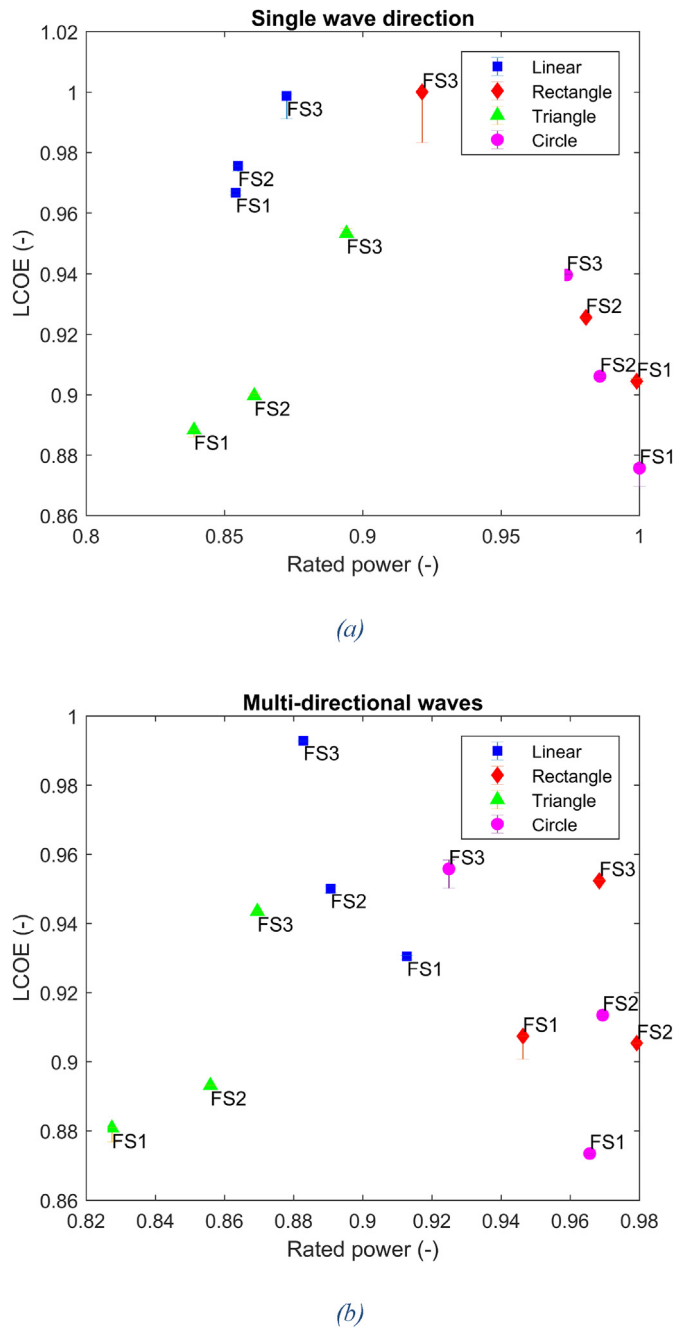 Single wave direction
1.02
1
0.98
0.96
0.94
0.92
0.9
0.88
0.86
LCOE (-)
Linear
Rectangle
Triangle
Circle
FS3
FS3
FS2
FS1
FS3
FS3
FS2
FS2
FS1
FS2
FS1
FS1
0.8 0.85 0.9 0.95 1
Rated power (-)
(a)
Multi-directional waves
1
0.98
0.96
0.94
0.92
0.9
0.88
0.86
LCOE (-)
Linear
Rectangle
Triangle
Circle
FS3
FS3
FS3
FS2
FS3
FS1
FS1
FS2
FS2
FS2
FS1
FS1
0.82 0.84 0.86 0.88 0.9 0.92 0.94 0.96 0.98
Rated power (-)
(b)